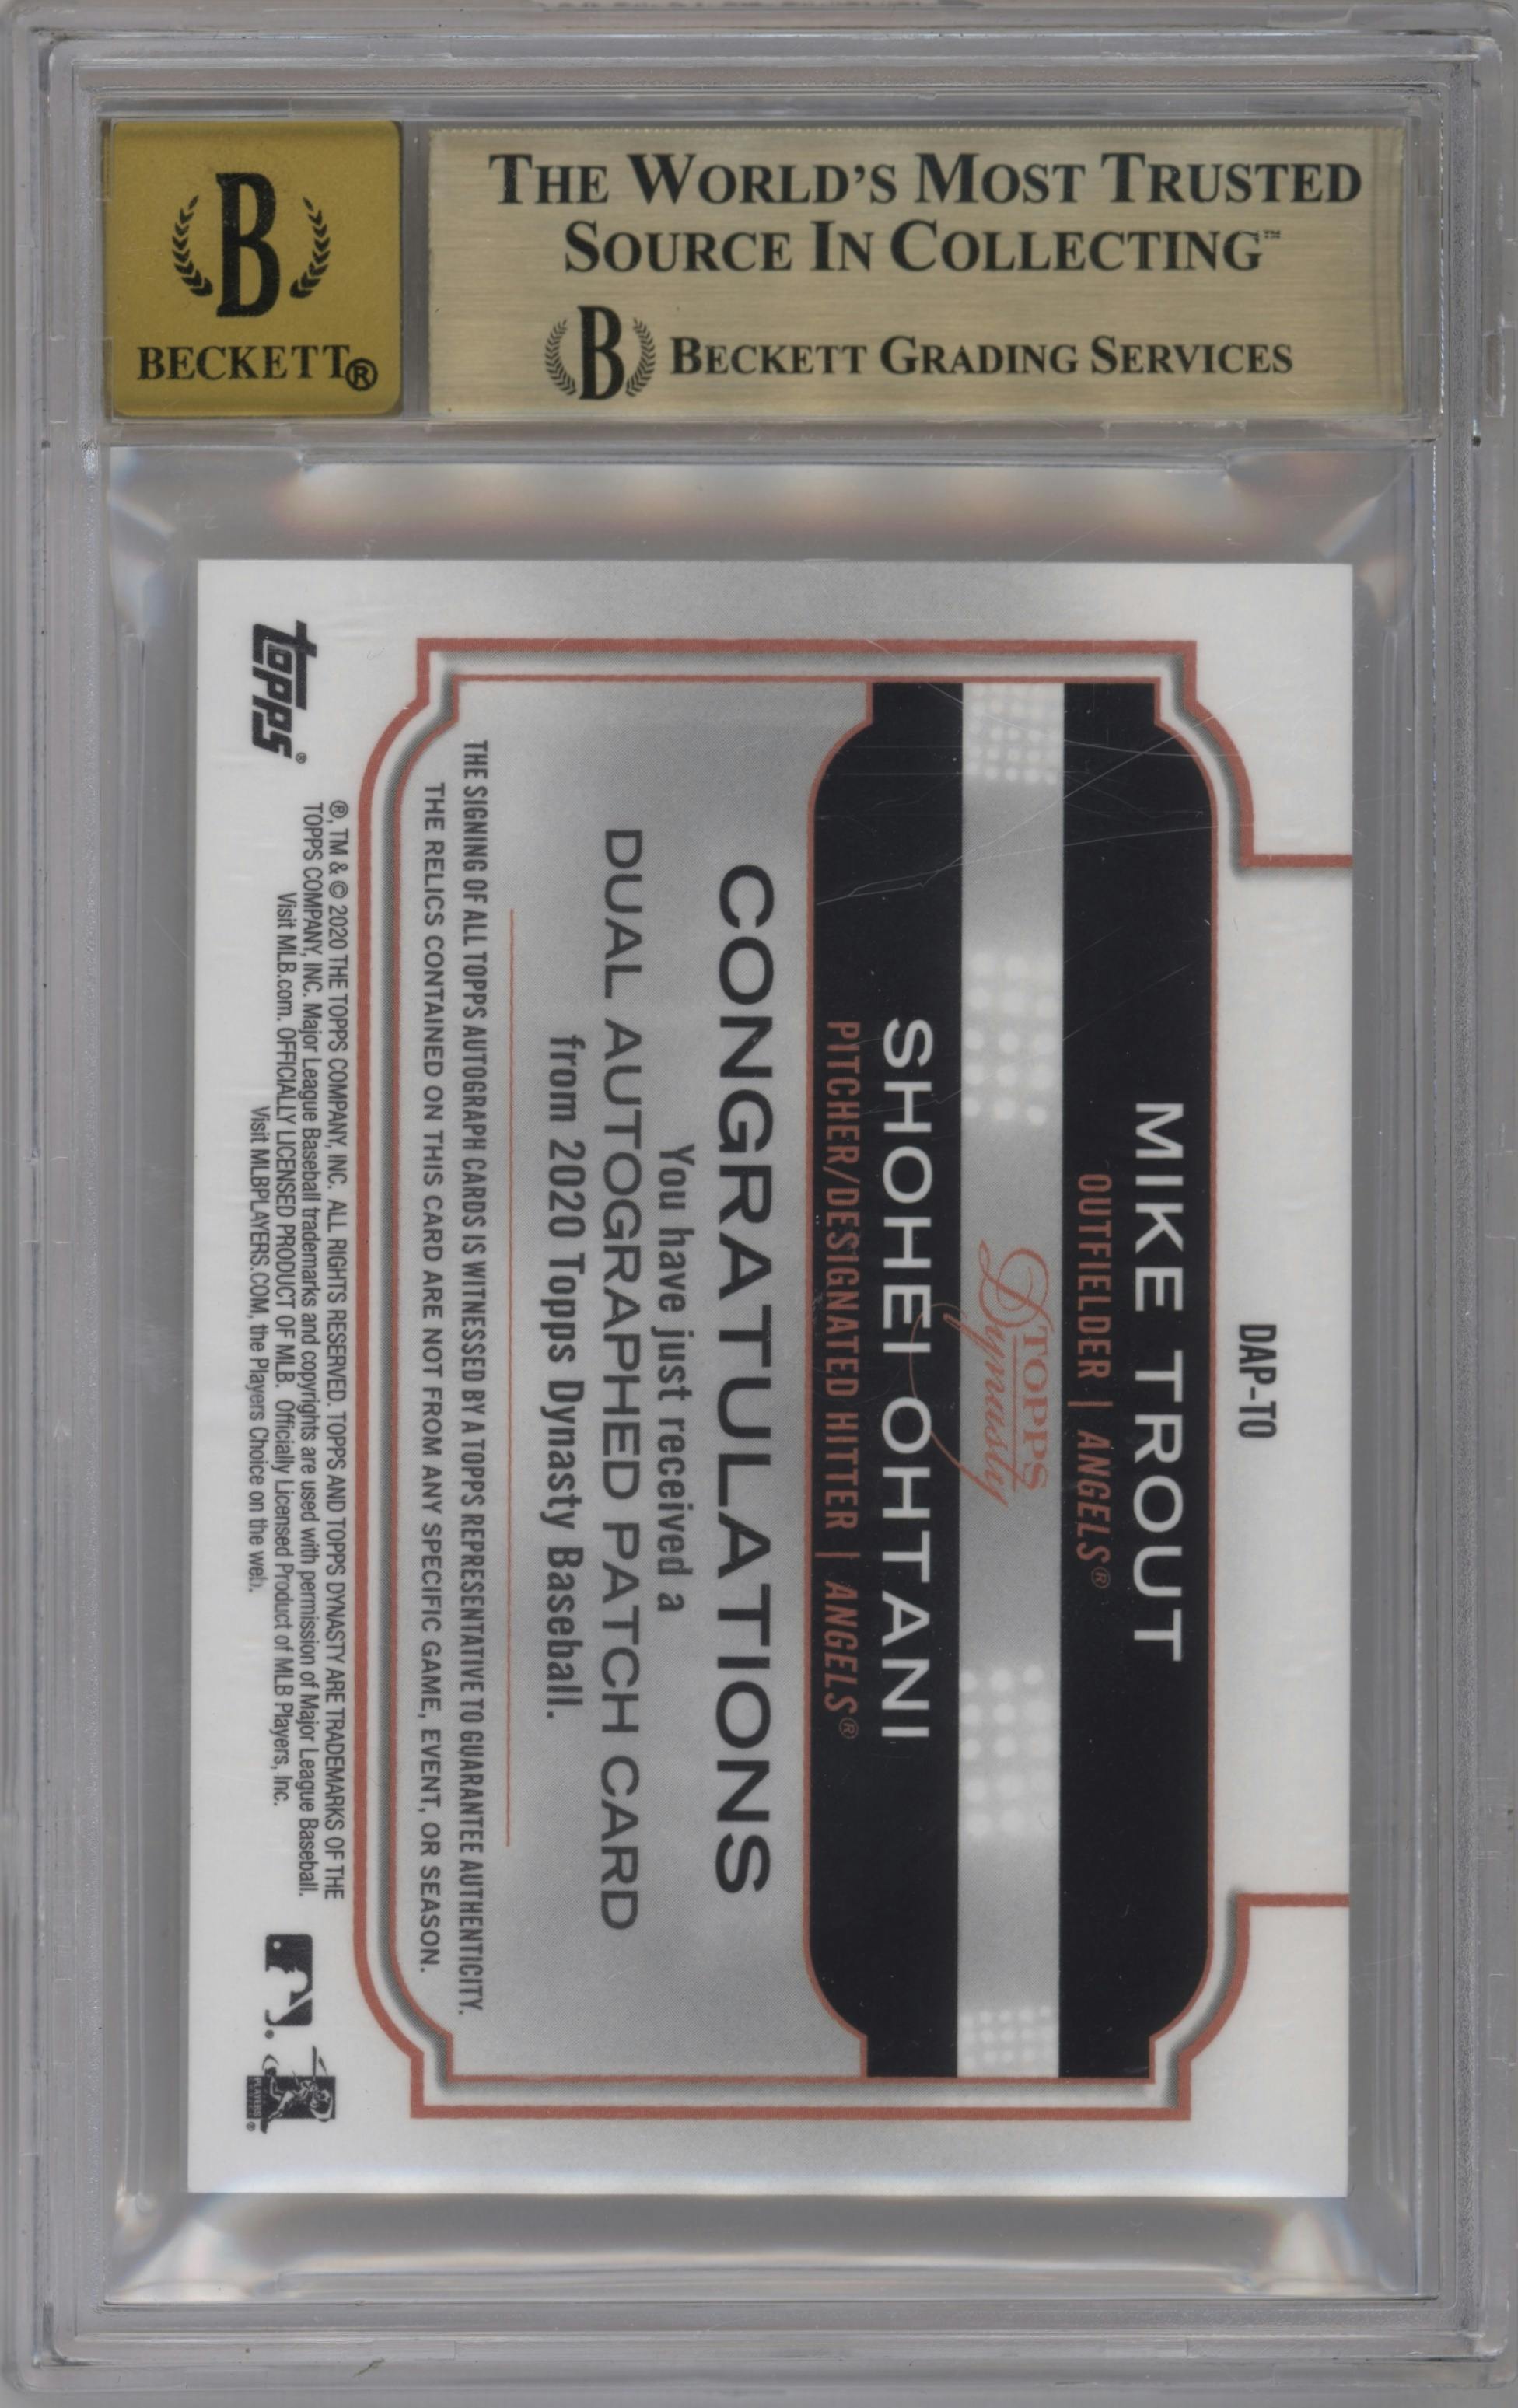 B
BECKETT®
THE WORLD'S MOST TRUSTED
SOURCE IN COLLECTING™
B BECKETT GRADING SERVICES
DAP-TO
MIKE TROUT
OUTFIELDER | ANGELS®
TOPPS
Dynasty
SHOHEI OHTANI
PITCHER/DESIGNATED HITTER | ANGELS®
CONGRATULATIONS
You have just received a
DUAL AUTOGRAPHED PATCH CARD
from 2020 Topps Dynasty Baseball.
THE SIGNING OF ALL TOPPS AUTOGRAPH CARDS IS WITNESSED BY A TOPPS REPRESENTATIVE TO GUARANTEE AUTHENTICITY.
THE RELICS CONTAINED ON THIS CARD ARE NOT FROM ANY SPECIFIC GAME, EVENT, OR SEASON.
topps®
®, TM & © 2020 THE TOPPS COMPANY, INC. ALL RIGHTS RESERVED. TOPPS AND TOPPS DYNASTY ARE TRADEMARKS OF THE
TOPPS COMPANY, INC. Major League Baseball trademarks and copyrights are used with permission of Major League Baseball.
Visit MLB.com. OFFICIALLY LICENSED PRODUCT OF MLB. Officially Licensed Product of MLB Players, Inc.
Visit MLBPLAYERS.COM, the Players Choice on the web.
PLAYERS®